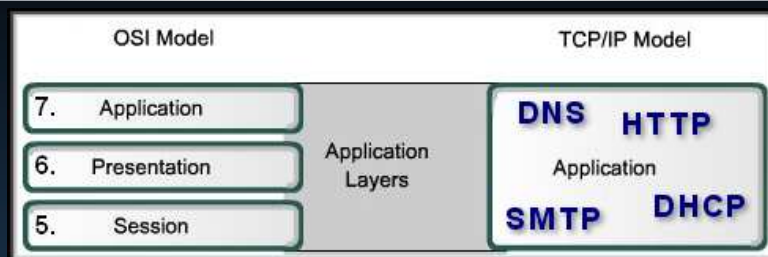 OSI Model
TCP/IP Model
7. Application
6. Presentation
5. Session
Application
Layers
DNS
HTTP
Application
SMTP
DHCP